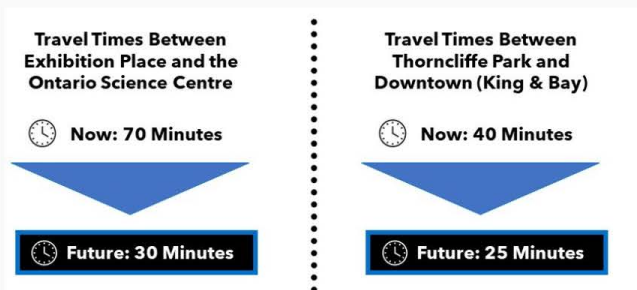 Travel Times Between
Exhibition Place and the
Ontario Science Centre
Now: 70 Minutes
Future: 30 Minutes
Travel Times Between
Thorncliffe Park and
Downtown (King & Bay)
Now: 40 Minutes
Future: 25 Minutes